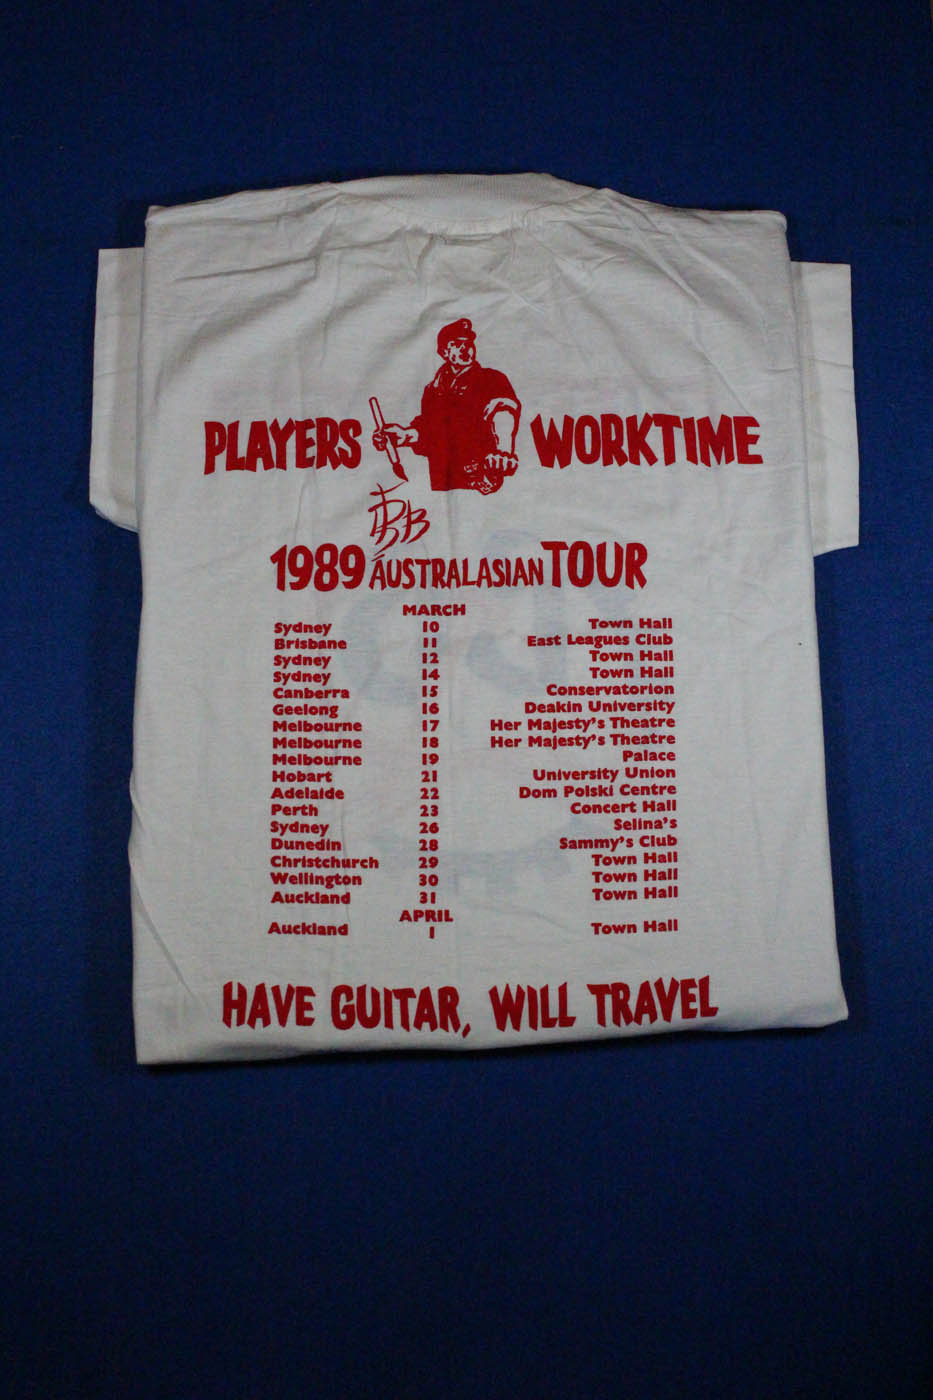 PLAYERS WORKTIME
BB
1989 AUSTRALASIAN TOUR
MARCH
Sydney 10 Town Hall
Brisbane 11 East Leagues Club
Sydney 12 Town Hall
Sydney 14 Town Hall
Canberra 15 Conservatorion
Geelong 16 Deakin University
Melbourne 17 Her Majesty's Theatre
Melbourne 18 Her Majesty's Theatre
Melbourne 19 Palace
Hobart 21 University Union
Adelaide 22 Dom Polski Centre
Perth 23 Concert Hall
Sydney 26 Selina's
Dunedin 28 Sammy's Club
Christchurch 29 Town Hall
Wellington 30 Town Hall
Auckland 31 Town Hall
APRIL
Auckland 1 Town Hall
HAVE GUITAR, WILL TRAVEL